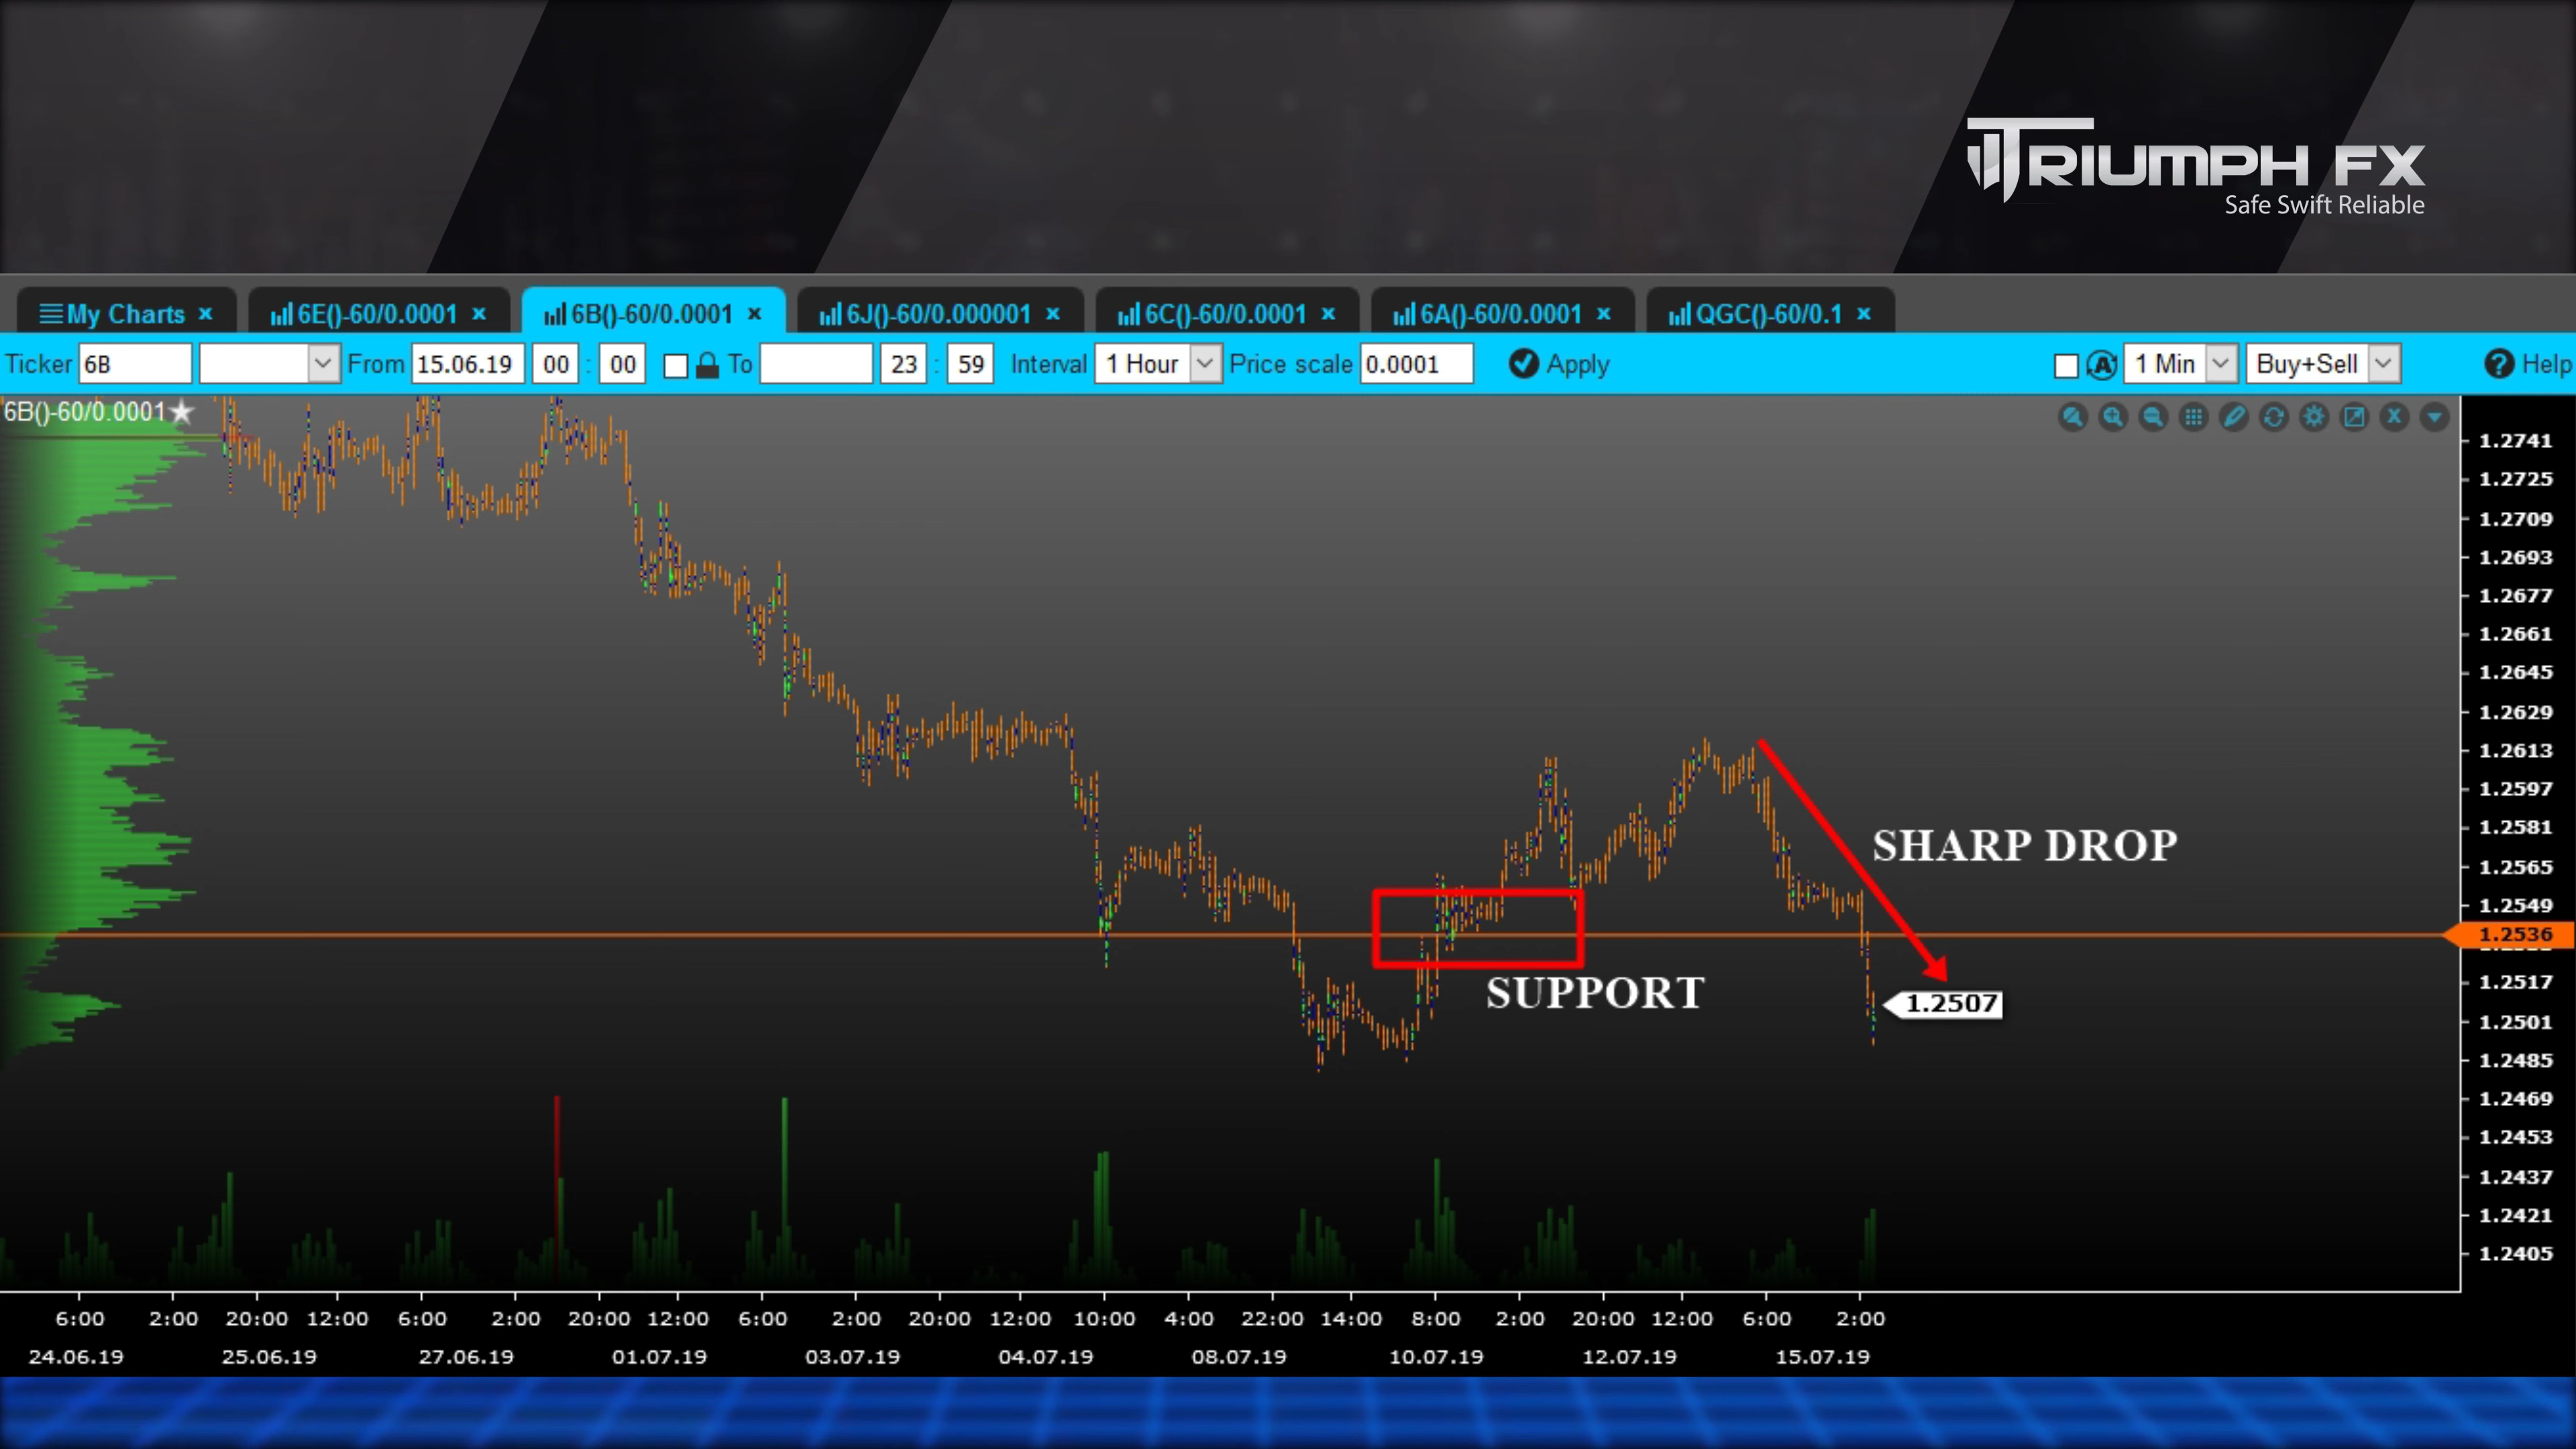 TRIUMPH FX
Safe Swift Reliable
My Charts x 6E()-60/0.0001 x 6B()-60/0.0001 x 6J()-60/0.000001 x 6C()-60/0.0001 x 6A()-60/0.0001 x QGC()-60/0.1 x
Ticker 6B From 15.06.19 00 : 00 To 23 : 59 Interval 1 Hour Price scale 0.0001 Apply A 1 Min Buy+Sell ? Help
6B()-60/0.0001
1.2741
1.2725
1.2709
1.2693
1.2677
1.2661
1.2645
1.2629
1.2613
1.2597
1.2581
SHARP DROP
1.2565
1.2549
1.2536
1.2517
SUPPORT
1.2507
1.2501
1.2485
1.2469
1.2453
1.2437
1.2421
1.2405
6:00 2:00 20:00 12:00 6:00 2:00 20:00 12:00 6:00 2:00 20:00 12:00 10:00 4:00 22:00 14:00 8:00 2:00 20:00 12:00 6:00 2:00
24.06.19 25.06.19 27.06.19 01.07.19 03.07.19 04.07.19 08.07.19 10.07.19 12.07.19 15.07.19